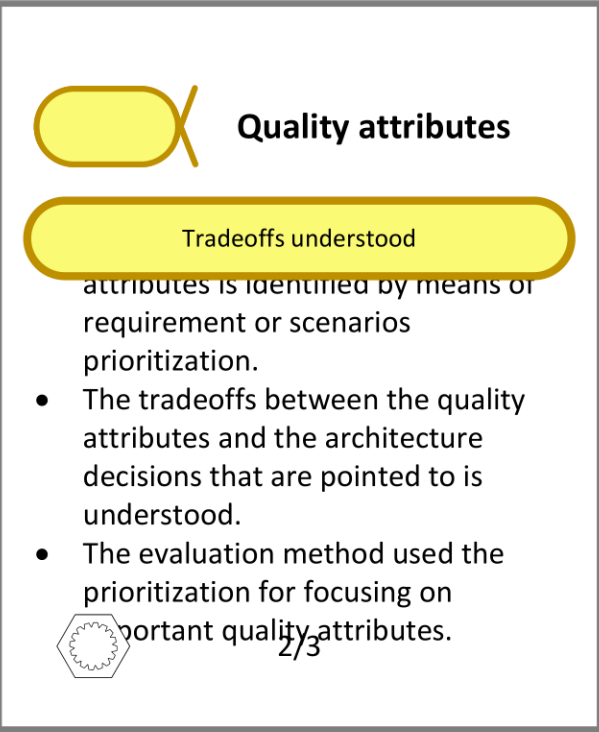 Quality attributes
Tradeoffs understood
attributes is identified by means of
requirement or scenarios
prioritization.
• The tradeoffs between the quality
attributes and the architecture
decisions that are pointed to is
understood.
• The evaluation method used the
prioritization for focusing on
portant quality attributes.
2/3